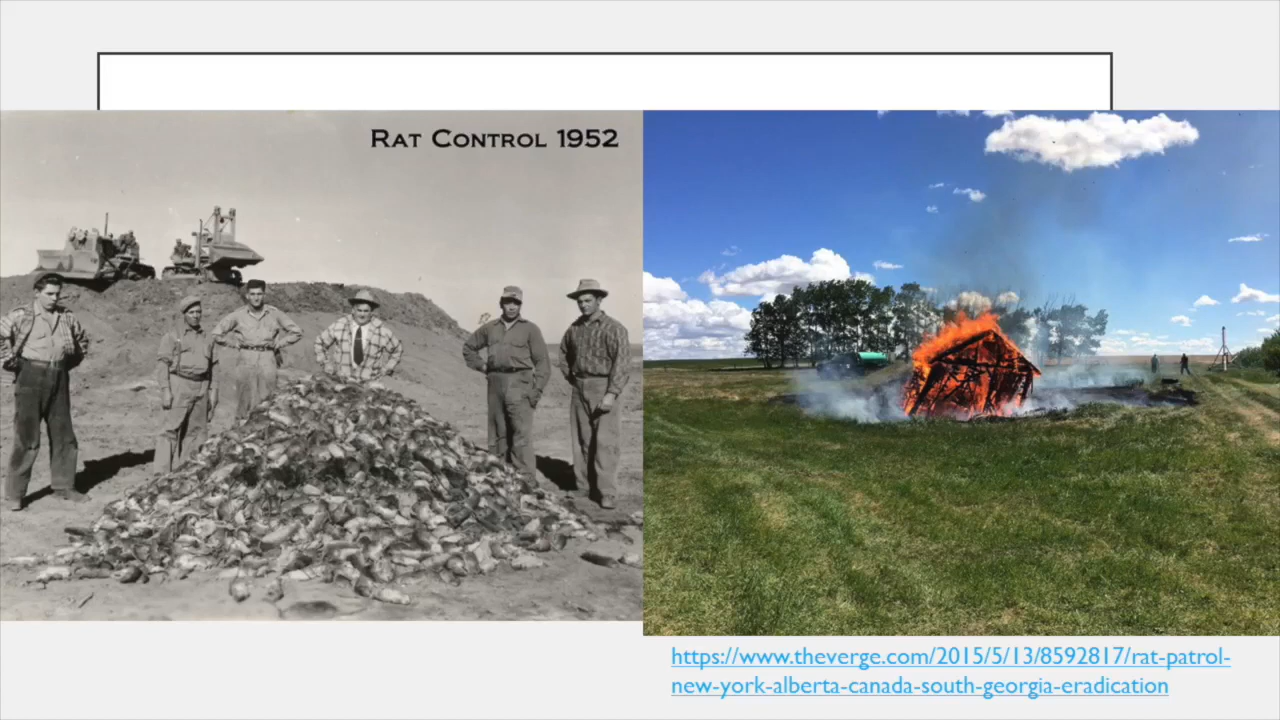 Rat Control 1952
https://www.theverge.com/2015/5/13/8592817/rat-patrol-
new-york-alberta-canada-south-georgia-eradication